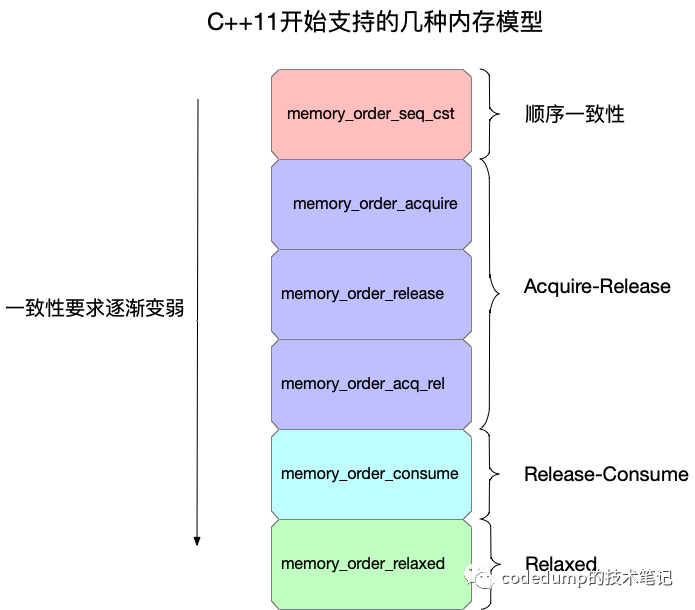 C++11开始支持的几种内存模型
memory_order_seq_cst
顺序一致性
memory_order_acquire
Acquire-Release
memory_order_release
一致性要求逐渐变弱
memory_order_acq_rel
memory_order_consume
Release-Consume
memory_order_relaxed
Relaxed
codedump的技术笔记